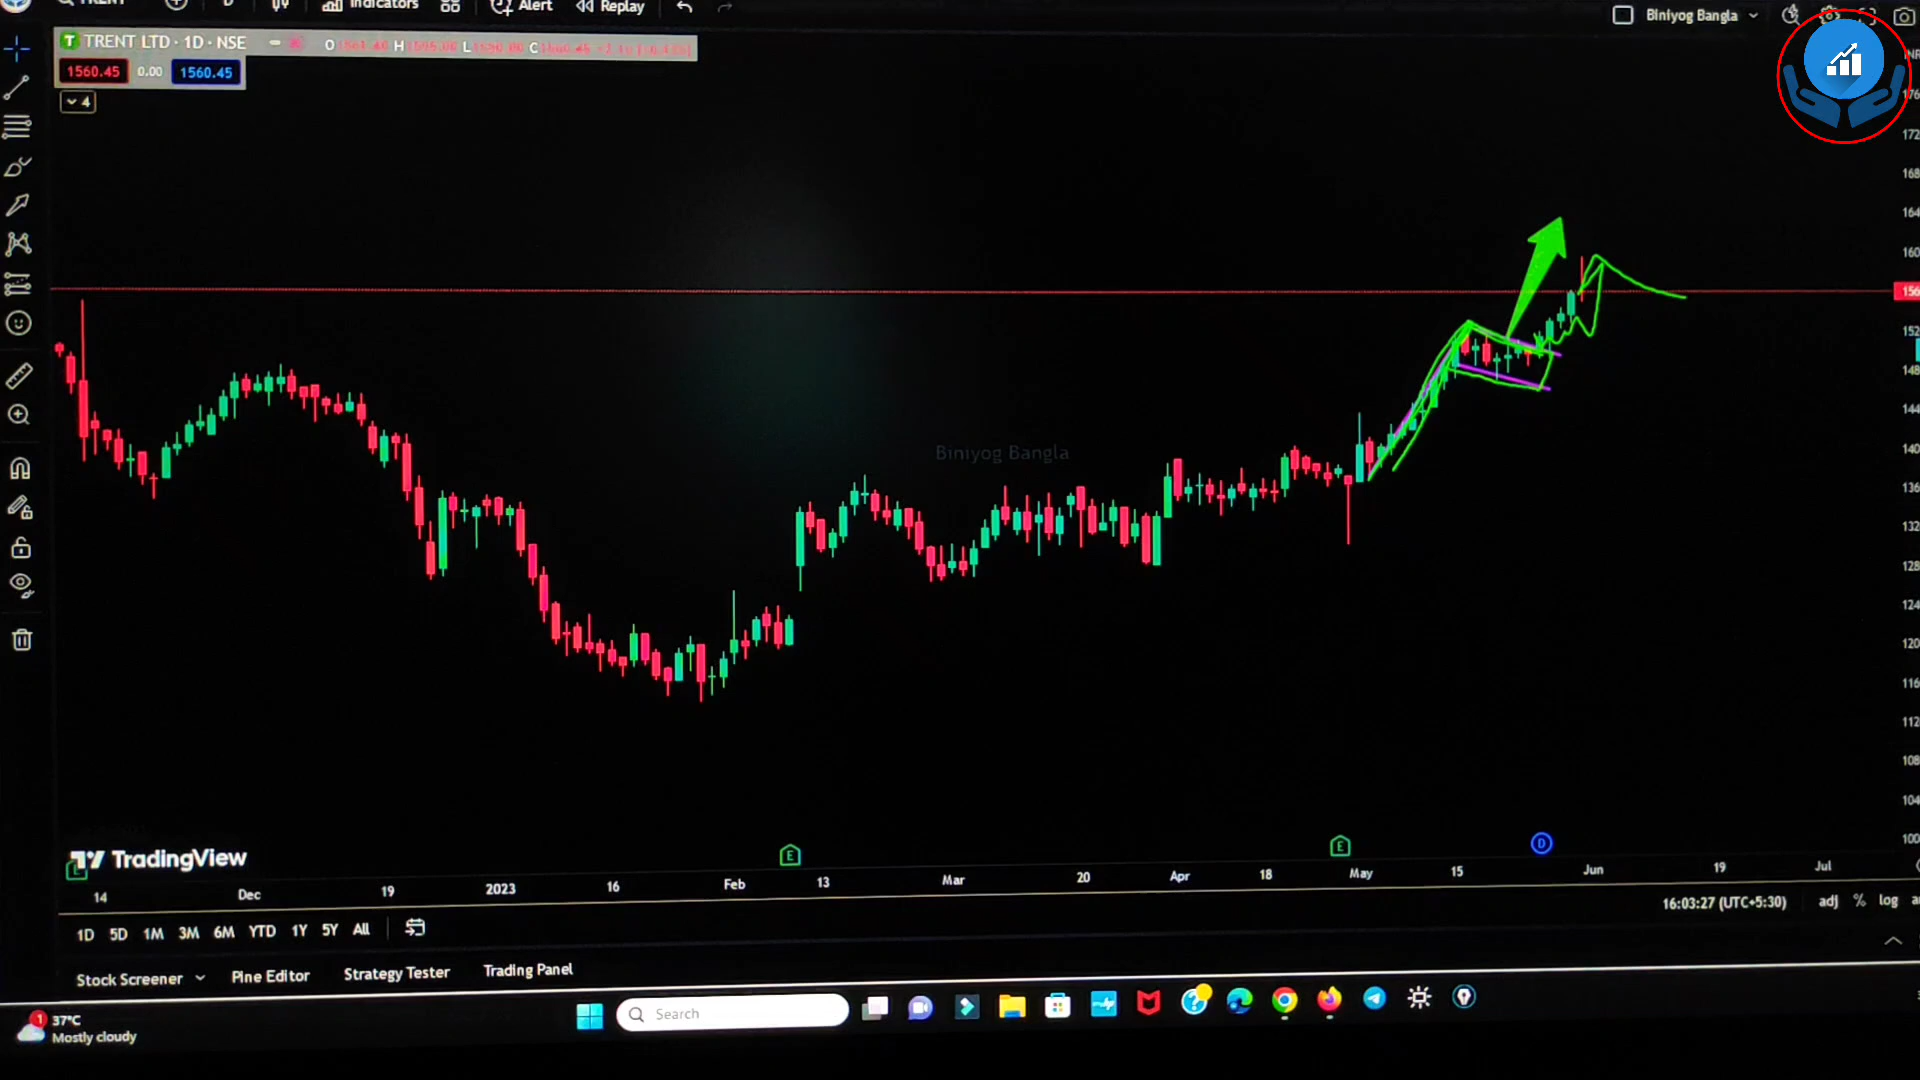 TRENT
D
Indicators
Alert
Replay
Biniyog Bangla
TRENT LTD · 1D · NSE
O
H
L
C
1560.45 0.00 1560.45
4
Biniyog Bangla
TradingView
E
E
D
14 Dec 19 2023 16 Feb 13 Mar 20 Apr 18 May 15 Jun 19 Jul
16:03:27 (UTC+5:30) adj % log
1D 5D 1M 3M 6M YTD 1Y 5Y All
Stock Screener Pine Editor Strategy Tester Trading Panel
1
37°C
Mostly cloudy
Search